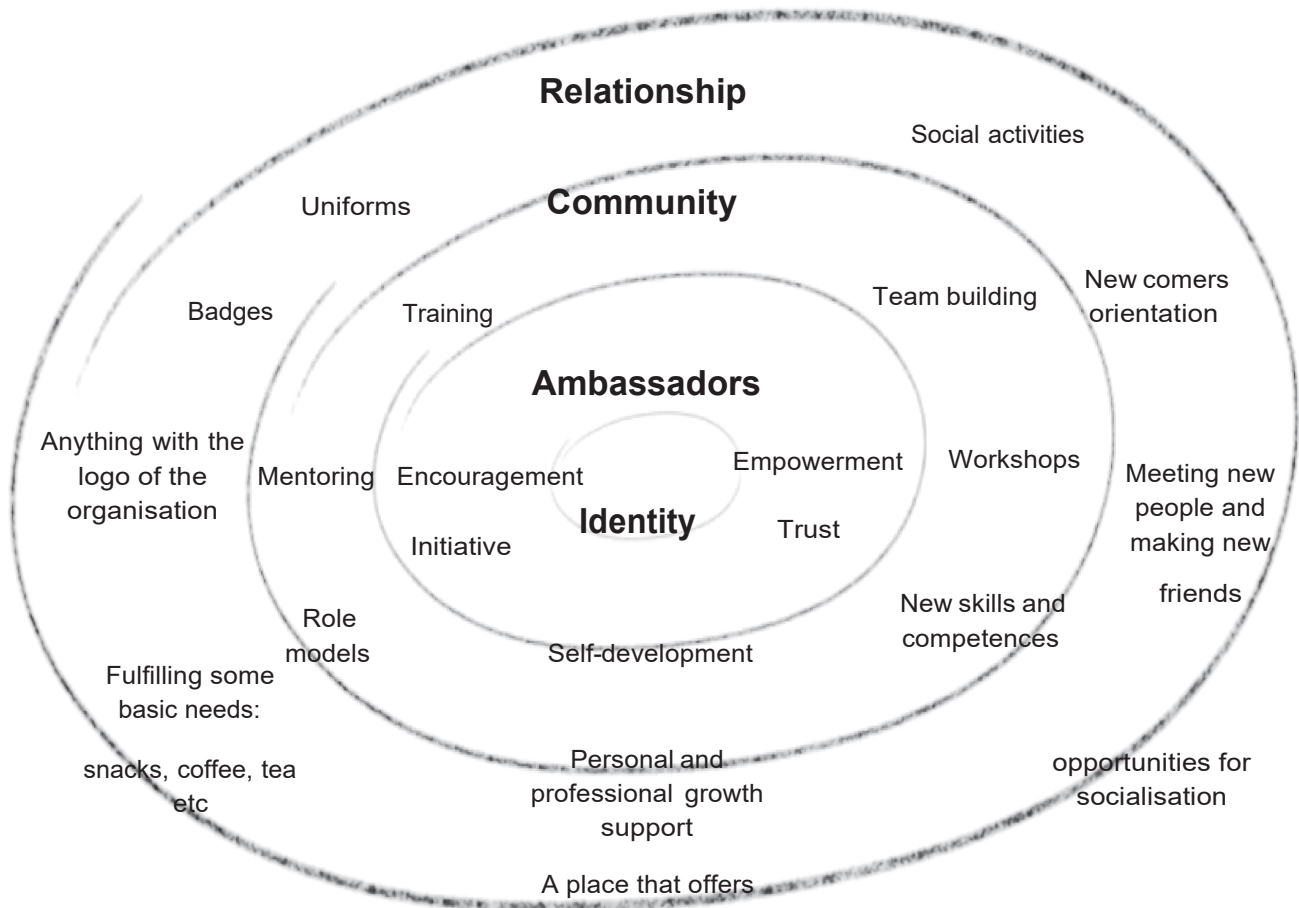 Relationship
Social activities
Uniforms
Community
New comers
orientation
Badges
Training
Team building
Ambassadors
Anything with the
logo of the
organisation
Mentoring
Encouragement
Empowerment
Workshops
Meeting new
people and
making new
friends
Identity
Initiative
Trust
Role
models
Self-development
New skills and
competences
Fulfilling some
basic needs:
snacks, coffee, tea
etc
Personal and
professional growth
support
opportunities for
socialisation
A place that offers